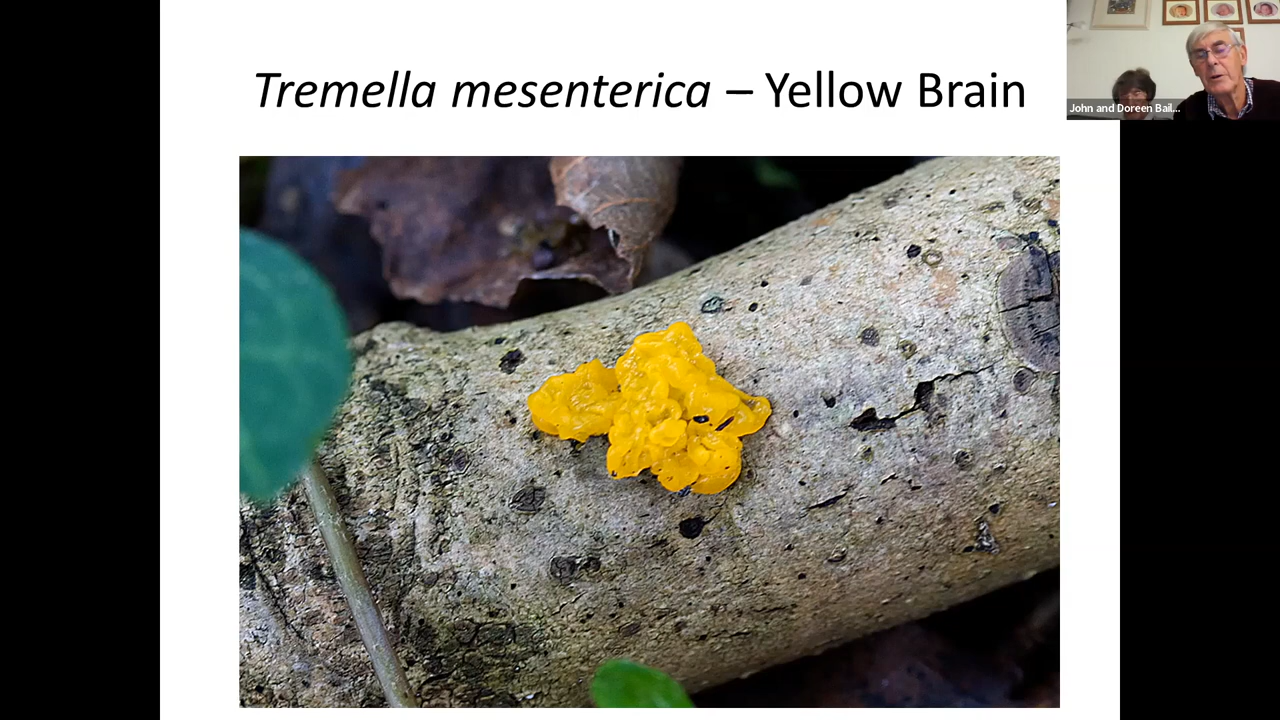 Tremella mesenterica – Yellow Brain
John and Doreen Bail...